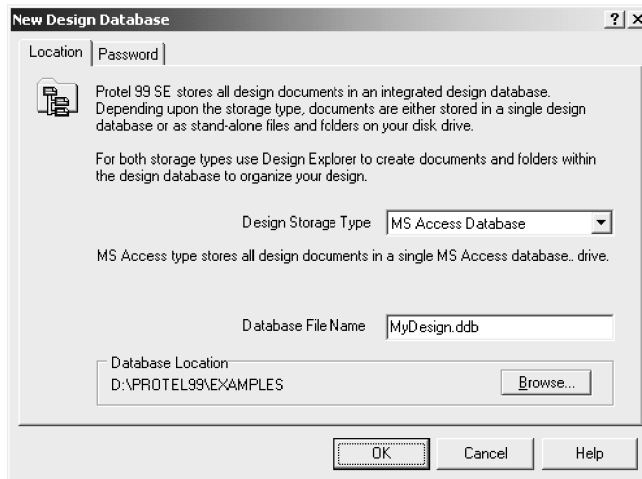 New Design Database
Location Password
Protel 99 SE stores all design documents in an integrated design database.
Depending upon the storage type, documents are either stored in a single design
database or as stand-alone files and folders on your disk drive.
For both storage types use Design Explorer to create documents and folders within
the design database to organize your design.
Design Storage Type MS Access Database
MS Access type stores all design documents in a single MS Access database.. drive.
Database File Name MyDesign.ddb
Database Location
D:\PROTEL99\EXAMPLES Browse...
OK Cancel Help